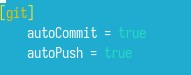 [git]
    autoCommit = true
    autoPush = true